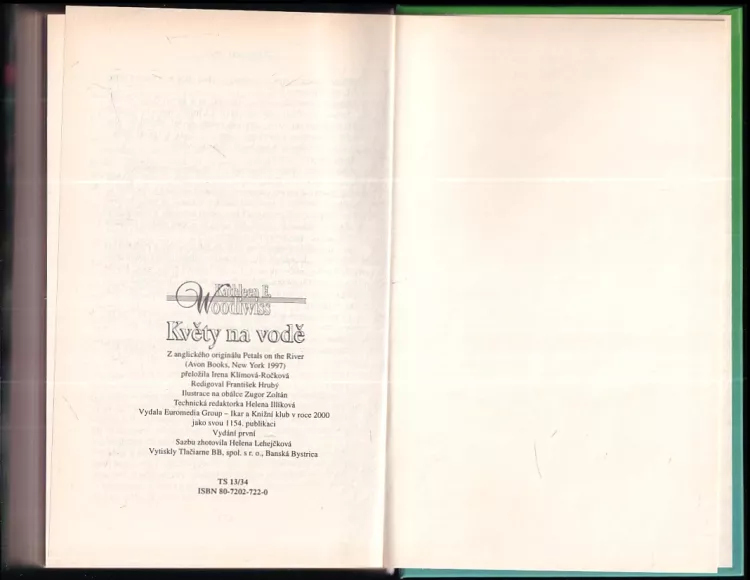 Kathleen E.
Woodiwiss
Květy na vodě
Z anglického originálu Petals on the River
(Avon Books, New York 1997)
přeložila Irena Klímová-Ročková
Redigoval František Hrubý
Ilustrace na obálce Zugor Zoltán
Technická redaktorka Helena Illiková
Vydala Euromedia Group – Ikar a Knižní klub v roce 2000
jako svou 1154. publikaci
Vydání první
Sazbu zhotovila Helena Lehejčková
Vytiskly Tlačiarne BB, spol. s r. o., Banská Bystrica
TS 13/34
ISBN 80-7202-722-0